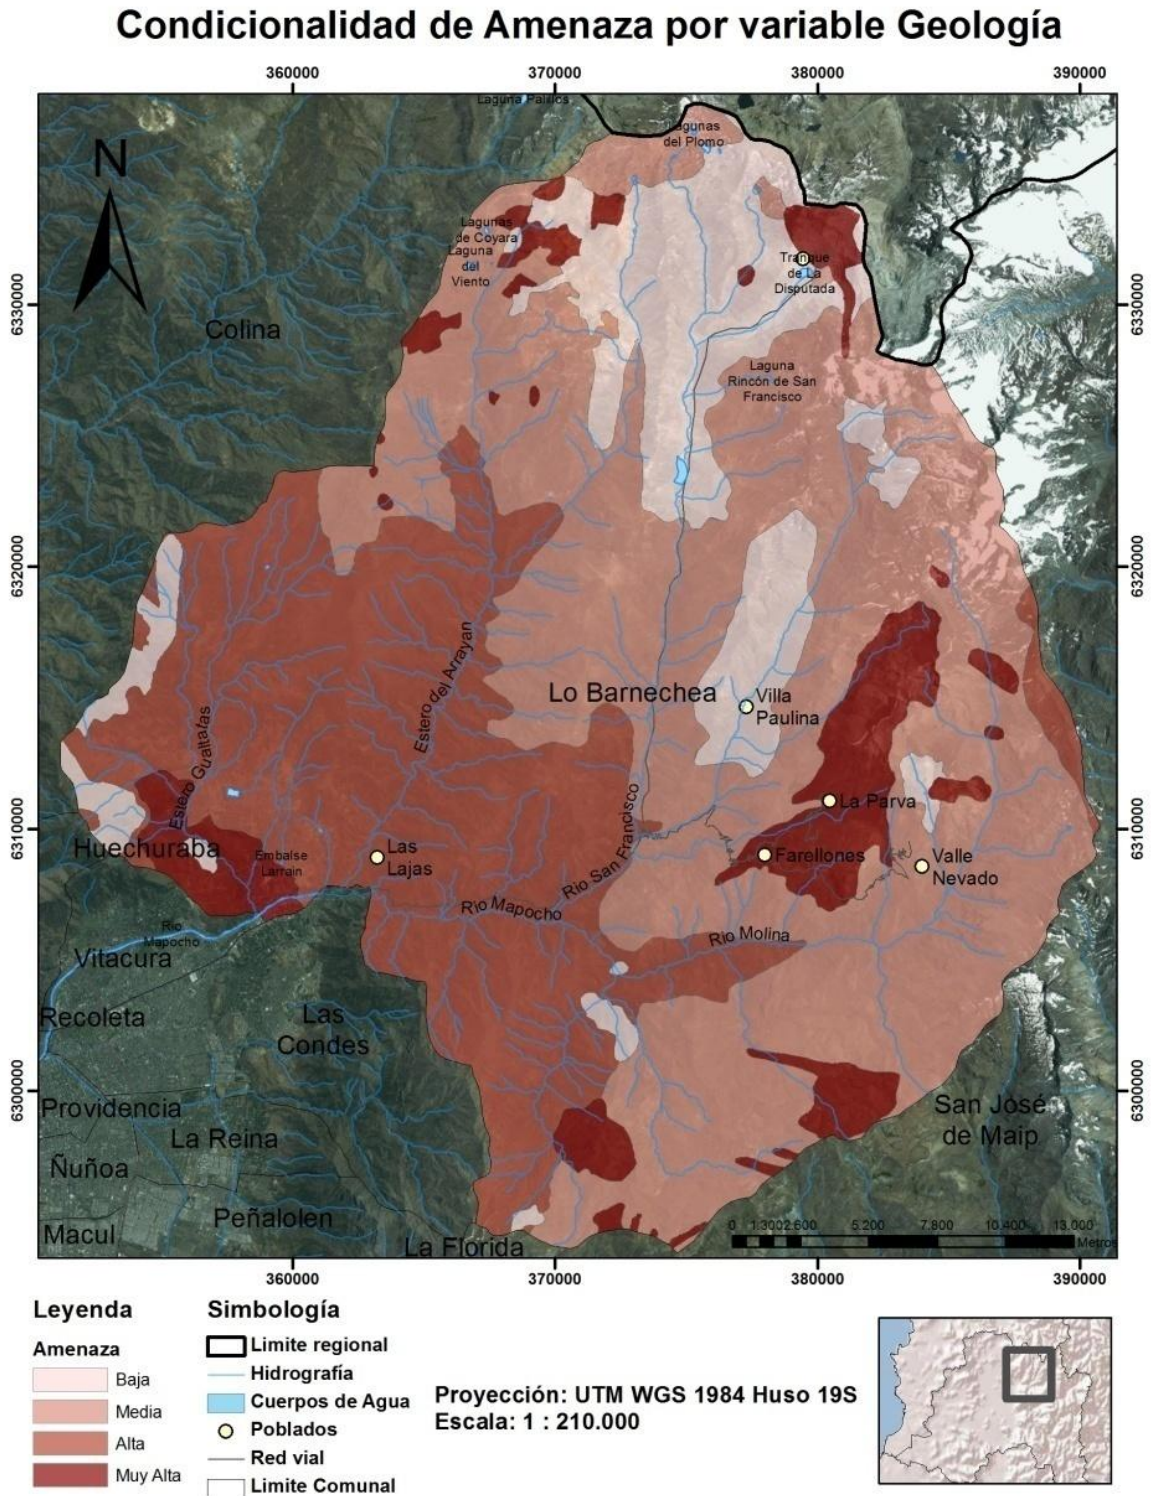 Condicionalidad de Amenaza por variable Geología
360000
370000
380000
390000
Laguna Patitos
Lagunas
del Plomo
N
Lagunas
de Coyara
Laguna
del
Viento
Tranque
de La
Disputada
6330000
6330000
Colina
Laguna
Rincón de San
Francisco
6320000
6320000
Estero del Arrayan
Lo Barnechea
Villa
Paulina
Estero Gualtatas
La Parva
6310000
6310000
Huechuraba
Embalse
Larrain
Las
Lajas
Rio San Francisco
Farellones
Valle
Nevado
Rio Mapocho
Rio
Mapocho
Rio Molina
Vitacura
Recoleta
Las
Condes
6300000
6300000
Providencia
San José
de Maip
La Reina
Ñuñoa
Peñalolen
Macul
La Florida
0 1.300 2.600 5.200 7.800 10.400 13.000
Metros
360000
370000
380000
390000
Leyenda
Amenaza
Baja
Media
Alta
Muy Alta
Simbología
Limite regional
Hidrografía
Cuerpos de Agua
Poblados
Red vial
Limite Comunal
Proyección: UTM WGS 1984 Huso 19S
Escala: 1 : 210.000